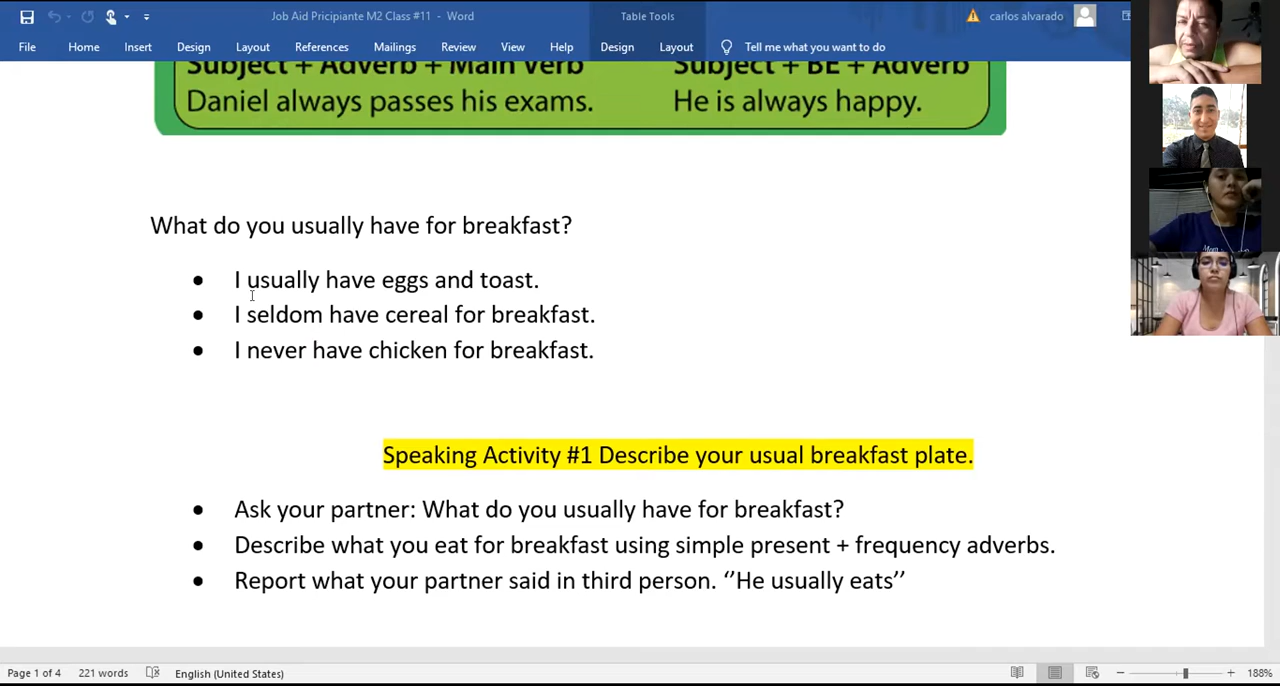 Job Aid Pricipiante M2 Class #11 - Word
Table Tools
carlos alvarado
File Home Insert Design Layout References Mailings Review View Help Design Layout Tell me what you want to do
Subject + Adverb + Main Verb Subject + BE + Adverb
Daniel always passes his exams. He is always happy.
What do you usually have for breakfast?
• I usually have eggs and toast.
• I seldom have cereal for breakfast.
• I never have chicken for breakfast.
Speaking Activity #1 Describe your usual breakfast plate.
• Ask your partner: What do you usually have for breakfast?
• Describe what you eat for breakfast using simple present + frequency adverbs.
• Report what your partner said in third person. ‘’He usually eats’’
Page 1 of 4 221 words English (United States) 188%